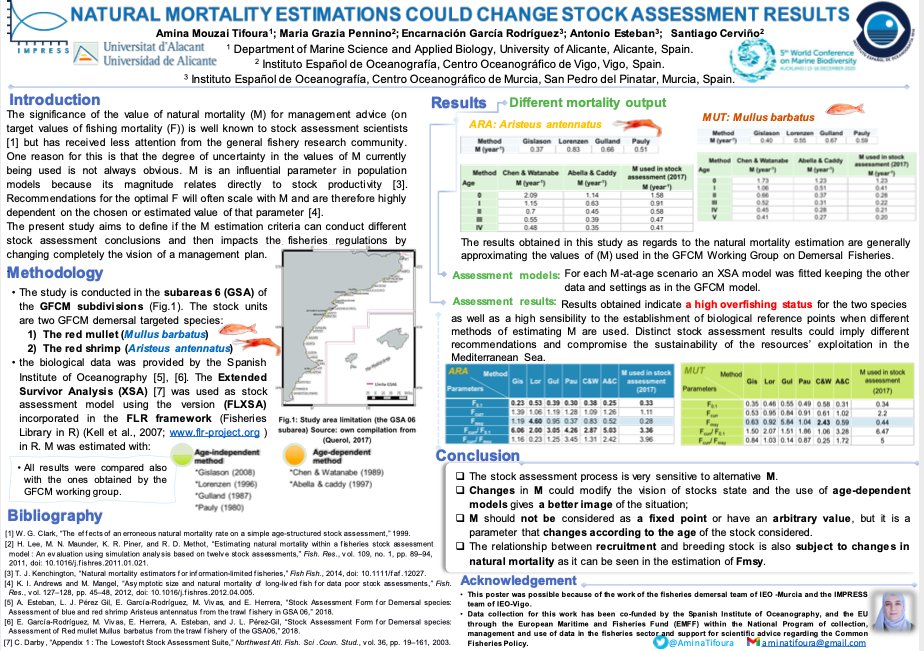 NATURAL MORTALITY ESTIMATIONS COULD CHANGE STOCK ASSESSMENT RESULTS
Amina Mouzai Tifoura¹; Maria Grazia Pennino²; Encarnación García Rodríguez³; Antonio Esteban³; Santiago Cerviño²
IMPRESS
Universitat d'Alacant
Universidad de Alicante
¹ Department of Marine Science and Applied Biology, University of Alicante, Alicante, Spain.
² Instituto Español de Oceanografía, Centro Oceanográfico de Vigo, Vigo, Spain.
³ Instituto Español de Oceanografía, Centro Oceanográfico de Murcia, San Pedro del Pinatar, Murcia, Spain.
5th World Conference
on Marine Biodiversity
AUCKLAND | 13-16 DECEMBER 2020
Introduction
The significance of the value of natural mortality (M) for management advice (on
target values of fishing mortality (F)) is well known to stock assessment scientists
[1] but has received less attention from the general fishery research community.
One reason for this is that the degree of uncertainty in the values of M currently
being used is not always obvious. M is an influential parameter in population
models because its magnitude relates directly to stock productivity [3].
Recommendations for the optimal F will often scale with M and are therefore highly
dependent on the chosen or estimated value of that parameter [4].
The present study aims to define if the M estimation criteria can conduct different
stock assessment conclusions and then impacts the fisheries regulations by
changing completely the vision of a management plan.
Methodology
• The study is conducted in the subareas 6 (GSA) of
the GFCM subdivisions (Fig.1). The stock units
are two GFCM demersal targeted species:
1) The red mullet (Mullus barbatus)
2) The red shrimp (Aristeus antennatus)
• the biological data was provided by the Spanish
Institute of Oceanography [5], [6]. The Extended
Survivor Analysis (XSA) [7] was used as stock
assessment model using the version (FLXSA)
incorporated in the FLR framework (Fisheries
Library in R) (Kell et al., 2007; www.flr-project.org )
in R. M was estimated with:
Fig.1: Study area limitation (the GSA 06
subarea) Source: own compilation from
(Querol, 2017)
• All results were compared also
with the ones obtained by the
GFCM working group.
Age-independent
method
*Gislason (2008)
*Lorenzen (1996)
*Gulland (1987)
*Pauly (1980)
Age-dependent
method
*Chen & Watanabe (1989)
*Abella & caddy (1997)
Bibliography
[1] W. G. Clark, "The effects of an erroneous natural mortality rate on a simple age-structured stock assessment," 1999.
[2] H. Lee, M. N. Maunder, K. R. Piner, and R. D. Methot, "Estimating natural mortality within a fisheries stock assessment
model : An evaluation using simulation analysis based on twelve stock assessments," Fish. Res., vol. 109, no. 1, pp. 89–94,
2011, doi: 10.1016/j.fishres.2011.01.021.
[3] T. J. Kenchington, "Natural mortality estimators for information-limited fisheries," Fish Fish., 2014, doi: 10.1111/faf.12027.
[4] K. I. Andrews and M. Mangel, "Asymptotic size and natural mortality of long-lived fish for data poor stock assessments," Fish.
Res., vol. 127–128, pp. 45–48, 2012, doi: 10.1016/j.fishres.2012.04.005.
[5] A. Esteban, L. J. Pérez Gil, E. García-Rodríguez, M. Vivas, and E. Herrera, "Stock Assessment Form for Demersal species:
Assessment of blue and red shrimp Aristeus antennatus from the trawl fishery in GSA 06," 2018.
[6] E. García-Rodríguez, M. Vivas, E. Herrera, A. Esteban, and J. L. Pérez-Gil, "Stock Assessment Form for Demersal species:
Assessment of Red mullet Mullus barbatus from the trawl fishery of the GSA06," 2018.
[7] C. Darby, "Appendix 1 : The Lowestoft Stock Assessment Suite," Northwest Atl. Fish. Sci .Coun. Stud., vol. 36, pp. 19–161, 2003.
Results
Different mortality output
ARA: Aristeus antennatus
Method Gislason Lorenzen Gulland Pauly
M (year⁻¹) 0.37 0.83 0.66 0.51
Method Chen & Watanabe Abella & Caddy M used in stock
Age M (year⁻¹) M (year⁻¹) assessment (2017)
M (year⁻¹)
0 2.09 1.14 1.58
I 1.15 0.63 0.91
II 0.7 0.45 0.58
III 0.55 0.39 0.47
IV 0.48 0.35 0.41
MUT: Mullus barbatus
Method Gislason Lorenzen Gulland Pauly
M (year⁻¹) 0.40 0.55 0.67 0.59
Method Chen & Watanabe Abella & Caddy M used in stock
Age M (year⁻¹) M (year⁻¹) assessment (2017)
M (year⁻¹)
0 1.73 1.23 1.23
I 1.06 0.51 0.41
II 0.66 0.37 0.28
III 0.52 0.31 0.22
IV 0.45 0.28 0.21
V 0.41 0.27 0.20
The results obtained in this study as regards to the natural mortality estimation are generally
approximating the values of (M) used in the GFCM Working Group on Demersal Fisheries.
Assessment models: For each M-at-age scenario an XSA model was fitted keeping the other
data and settings as in the GFCM model.
Assessment results: Results obtained indicate a high overfishing status for the two species
as well as a high sensibility to the establishment of biological reference points when different
methods of estimating M are used. Distinct stock assessment results could imply different
recommendations and compromise the sustainability of the resources' exploitation in the
Mediterranean Sea.
ARA Method Gis Lor Gul Pau C&W A&C M used in stock
Parameters assessment
(2017)
F0.1 0.23 0.53 0.39 0.30 0.38 0.25 0.33
Fcurr 1.39 1.06 1.19 1.28 1.09 1.26 1.11
Fmsy 1.19 4.60 0.95 0.37 0.83 0.52 0.28
Fcurr/ F0.1 6.06 2.00 3.05 4.26 2.87 5.03 3.36
Fcurr/ Fmsy 1.16 0.23 1.25 3.45 1.31 2.42 3.96
MUT Method Gis Lor Gul Pau C&W A&C M used in
Parameters stock
assessment
(2017)
F0.1 0.35 0.46 0.55 0.49 0.58 0.31 0.34
Fcurr 0.53 0.95 0.84 0.91 0.61 1.02 2.2
Fmsy 0.63 0.92 0.84 1.04 2.43 0.59 0.44
Fcurr/ F0.1 1.50 2.07 1.51 1.86 1.06 3.28 6.47
Fcurr/ Fmsy 0.84 1.03 0.14 0.87 0.25 1.72 5
Conclusion
❑ The stock assessment process is very sensitive to alternative M.
❑ Changes in M could modify the vision of stocks state and the use of age-dependent
models gives a better image of the situation;
❑ M should not be considered as a fixed point or have an arbitrary value, but it is a
parameter that changes according to the age of the stock considered.
❑ The relationship between recruitment and breeding stock is also subject to changes in
natural mortality as it can be seen in the estimation of Fmsy.
Acknowledgement
• This poster was possible because of the work of the fisheries demersal team of IEO -Murcia and the IMPRESS
team of IEO-Vigo.
• Data collection for this work has been co-funded by the Spanish Institute of Oceanography, and the EU
through the European Maritime and Fisheries Fund (EMFF) within the National Program of collection,
management and use of data in the fisheries sector and support for scientific advice regarding the Common
Fisheries Policy.
@AminaTifoura
aminatifoura@gmail.com